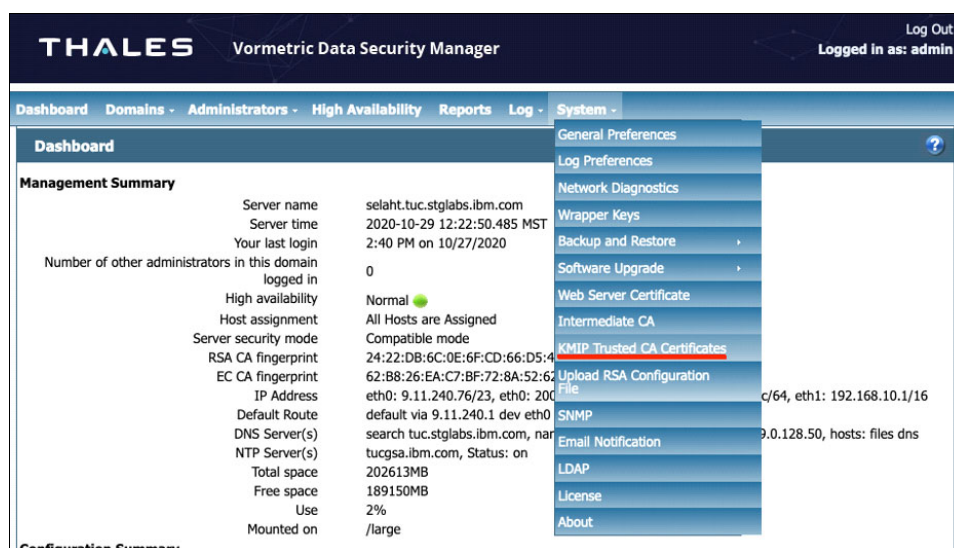 THALES Vormetric Data Security Manager
Log Out
Logged in as: admin
Dashboard Domains Administrators High Availability Reports Log System
Dashboard
Management Summary
Server name selaht.tuc.stglabs.ibm.com
Server time 2020-10-29 12:22:50.485 MST
Your last login 2:40 PM on 10/27/2020
Number of other administrators in this domain
logged in 0
High availability Normal
Host assignment All Hosts are Assigned
Server security mode Compatible mode
RSA CA fingerprint 24:22:DB:6C:0E:6F:CD:66:D5:4
EC CA fingerprint 62:B8:26:EA:C7:BF:72:8A:52:62
IP Address eth0: 9.11.240.76/23, eth0: 200 c/64, eth1: 192.168.10.1/16
Default Route default via 9.11.240.1 dev eth0
DNS Server(s) search tuc.stglabs.ibm.com, nar 9.0.128.50, hosts: files dns
NTP Server(s) tucgsa.ibm.com, Status: on
Total space 202613MB
Free space 189150MB
Use 2%
Mounted on /large
Configuration Summary
General Preferences
Log Preferences
Network Diagnostics
Wrapper Keys
Backup and Restore
Software Upgrade
Web Server Certificate
Intermediate CA
KMIP Trusted CA Certificates
Upload RSA Configuration
File
SNMP
Email Notification
LDAP
License
About